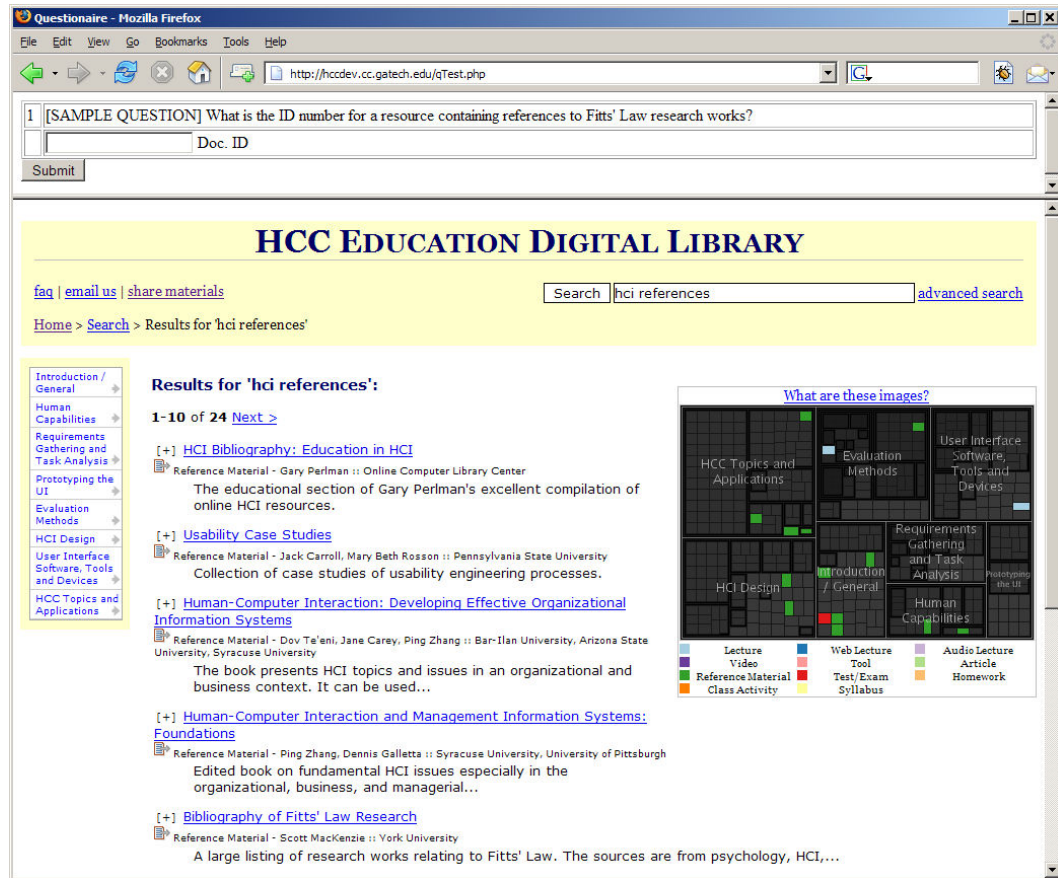 Questionaire - Mozilla Firefox
File Edit View Go Bookmarks Tools Help
http://hccdev.cc.gatech.edu/qTest.php
G
1 [SAMPLE QUESTION] What is the ID number for a resource containing references to Fitts' Law research works?
Doc. ID
Submit
HCC EDUCATION DIGITAL LIBRARY
faq | email us | share materials
Search hci references advanced search
Home > Search > Results for 'hci references'
Introduction /
General
Human
Capabilities
Requirements
Gathering and
Task Analysis
Prototyping the
UI
Evaluation
Methods
HCI Design
User Interface
Software, Tools
and Devices
HCC Topics and
Applications
Results for 'hci references':
1-10 of 24 Next >
[+] HCI Bibliography: Education in HCI
Reference Material - Gary Perlman :: Online Computer Library Center
The educational section of Gary Perlman's excellent compilation of
online HCI resources.
[+] Usability Case Studies
Reference Material - Jack Carroll, Mary Beth Rosson :: Pennsylvania State University
Collection of case studies of usability engineering processes.
[+] Human-Computer Interaction: Developing Effective Organizational
Information Systems
Reference Material - Dov Te'eni, Jane Carey, Ping Zhang :: Bar-Ilan University, Arizona State
University, Syracuse University
The book presents HCI topics and issues in an organizational and
business context. It can be used...
[+] Human-Computer Interaction and Management Information Systems:
Foundations
Reference Material - Ping Zhang, Dennis Galletta :: Syracuse University, University of Pittsburgh
Edited book on fundamental HCI issues especially in the
organizational, business, and managerial...
[+] Bibliography of Fitts' Law Research
Reference Material - Scott MacKenzie :: York University
A large listing of research works relating to Fitts' Law. The sources are from psychology, HCI,...
What are these images?
HCC Topics and
Applications
Evaluation
Methods
User Interface
Software,
Tools and
Devices
HCI Design
Introduction
/ General
Requirements
Gathering
and Task
Analysis
Prototyping
the UI
Human
Capabilities
Lecture Web Lecture Audio Lecture
Video Tool Article
Reference Material Test/Exam Homework
Class Activity Syllabus